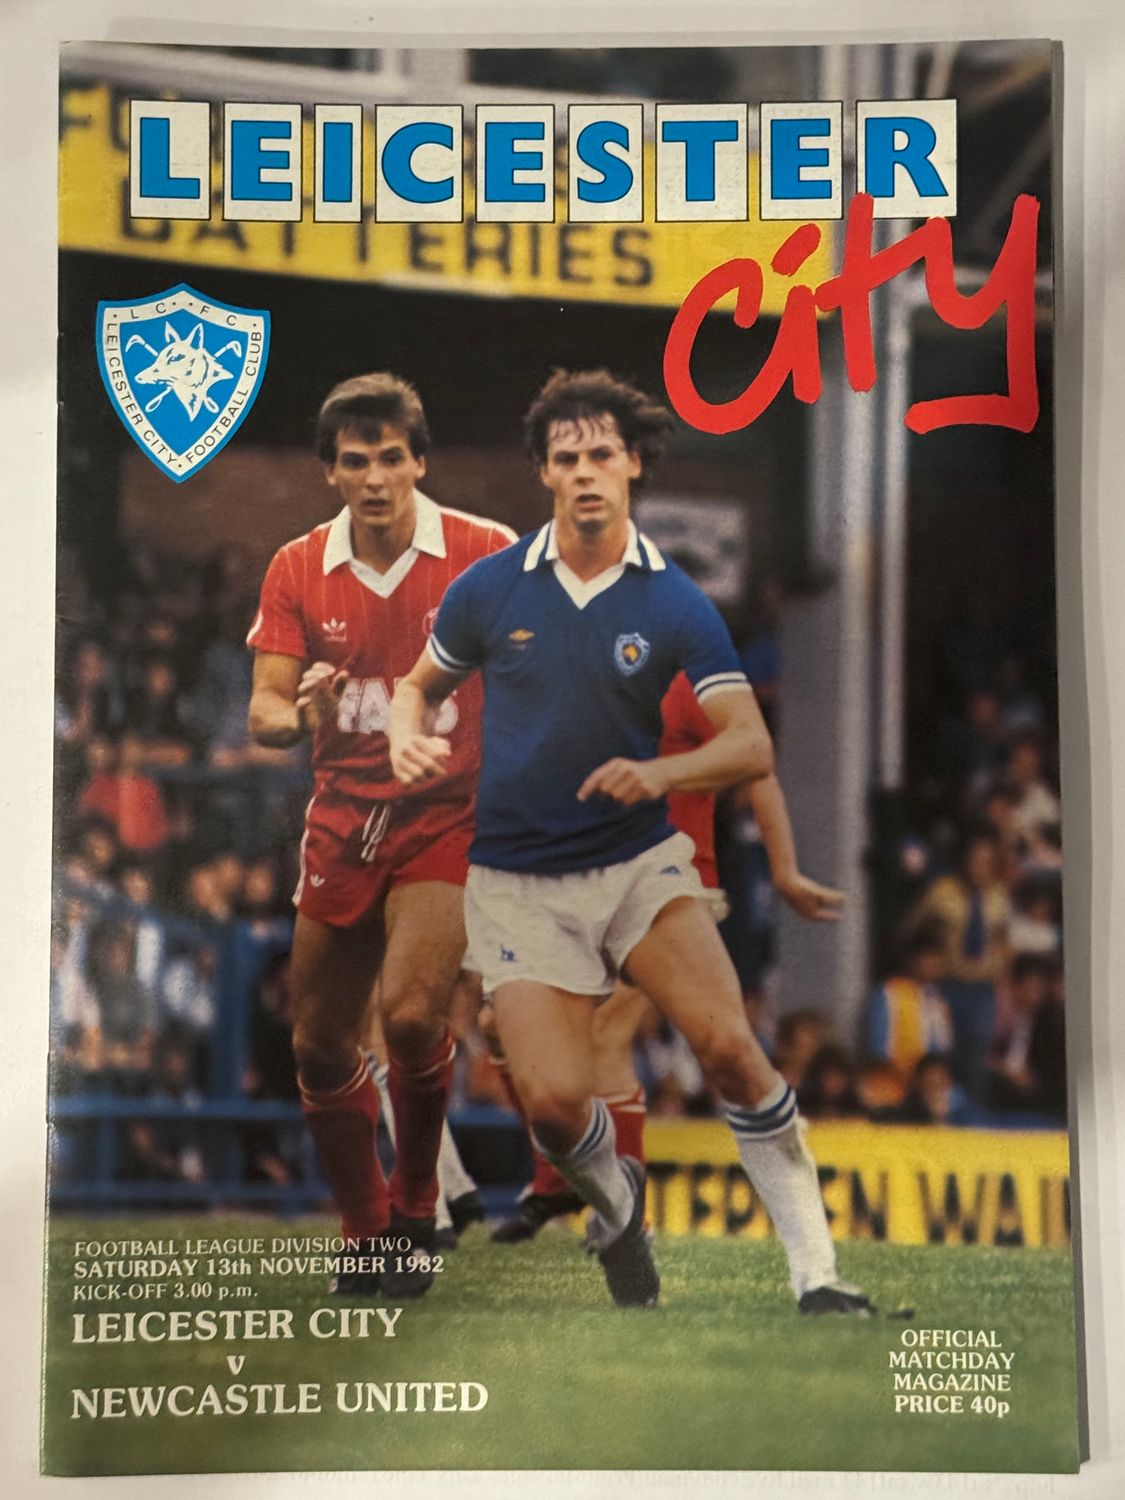 LEICESTER
City
BATTERIES
L C F C
LEICESTER CITY FOOTBALL CLUB
FOOTBALL LEAGUE DIVISION TWO
SATURDAY 13th NOVEMBER 1982
KICK-OFF 3.00 p.m.
LEICESTER CITY
v
NEWCASTLE UNITED
OFFICIAL
MATCHDAY
MAGAZINE
PRICE 40p